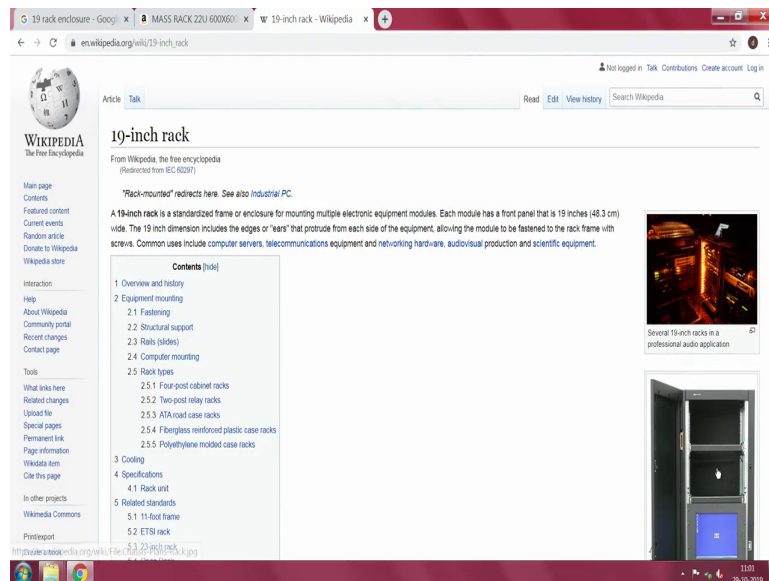 19 rack enclosure - Googl
MASS RACK 22U 600X600
19-inch rack - Wikipedia
en.wikipedia.org/wiki/19-inch_rack
Not logged in Talk Contributions Create account Log in
Article Talk
Read Edit View history Search Wikipedia
WIKIPEDIA
The Free Encyclopedia
Main page
Contents
Featured content
Current events
Random article
Donate to Wikipedia
Wikipedia store
Interaction
Help
About Wikipedia
Community portal
Recent changes
Contact page
Tools
What links here
Related changes
Upload file
Special pages
Permanent link
Page information
Wikidata item
Cite this page
In other projects
Wikimedia Commons
Print/export
19-inch rack
From Wikipedia, the free encyclopedia
(Redirected from IEC 60297)
"Rack-mounted" redirects here. See also Industrial PC.
A 19-inch rack is a standardized frame or enclosure for mounting multiple electronic equipment modules. Each module has a front panel that is 19 inches (48.3 cm)
wide. The 19 inch dimension includes the edges or "ears" that protrude from each side of the equipment, allowing the module to be fastened to the rack frame with
screws. Common uses include computer servers, telecommunications equipment and networking hardware, audiovisual production and scientific equipment.
Contents [hide]
1 Overview and history
2 Equipment mounting
2.1 Fastening
2.2 Structural support
2.3 Rails (slides)
2.4 Computer mounting
2.5 Rack types
2.5.1 Four-post cabinet racks
2.5.2 Two-post relay racks
2.5.3 ATA road case racks
2.5.4 Fiberglass reinforced plastic case racks
2.5.5 Polyethylene molded case racks
3 Cooling
4 Specifications
4.1 Rack unit
5 Related standards
5.1 11-foot frame
5.2 ETSI rack
5.3 23-inch rack
Several 19-inch racks in a
professional audio application
11:01
29-10-2019